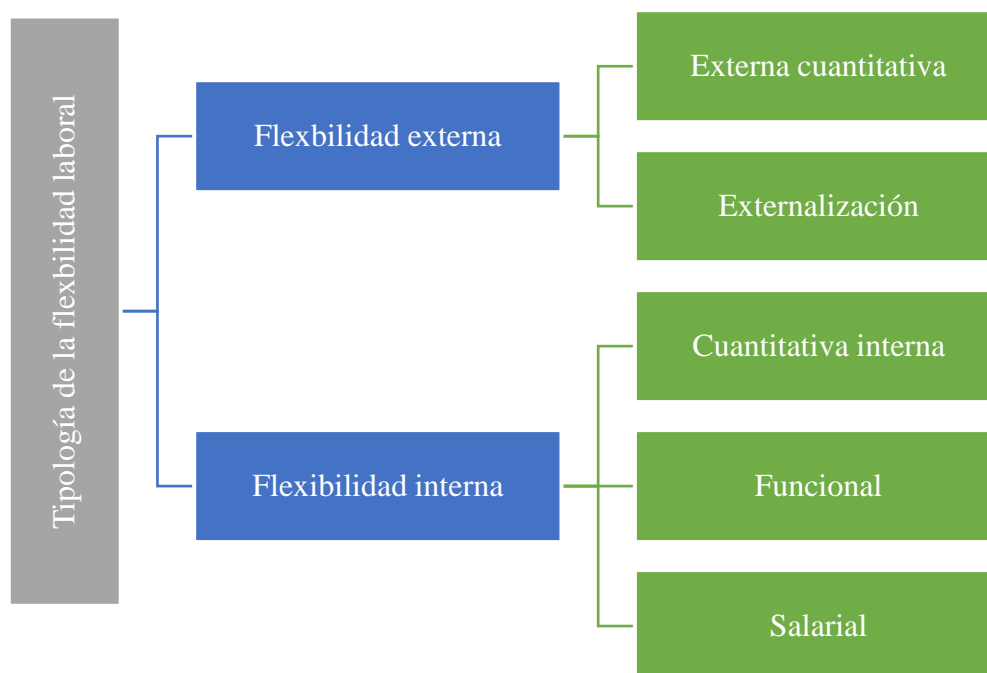 Tipología de la flexbilidad laboral
Flexbilidad externa
Externa cuantitativa
Externalización
Flexibilidad interna
Cuantitativa interna
Funcional
Salarial